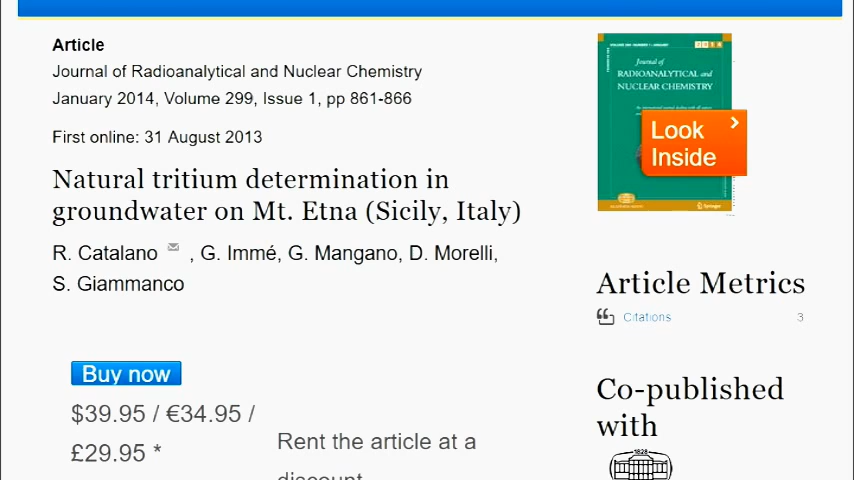 Article
Journal of Radioanalytical and Nuclear Chemistry
January 2014, Volume 299, Issue 1, pp 861-866
First online: 31 August 2013
Natural tritium determination in
groundwater on Mt. Etna (Sicily, Italy)
R. Catalano , G. Immé, G. Mangano, D. Morelli,
S. Giammanco
Buy now
$39.95 / €34.95 /
£29.95 *
Rent the article at a
discount
Journal of
RADIOANALYTICAL and
NUCLEAR CHEMISTRY
Look
Inside
Springer
Article Metrics
Citations 3
Co-published
with
1828